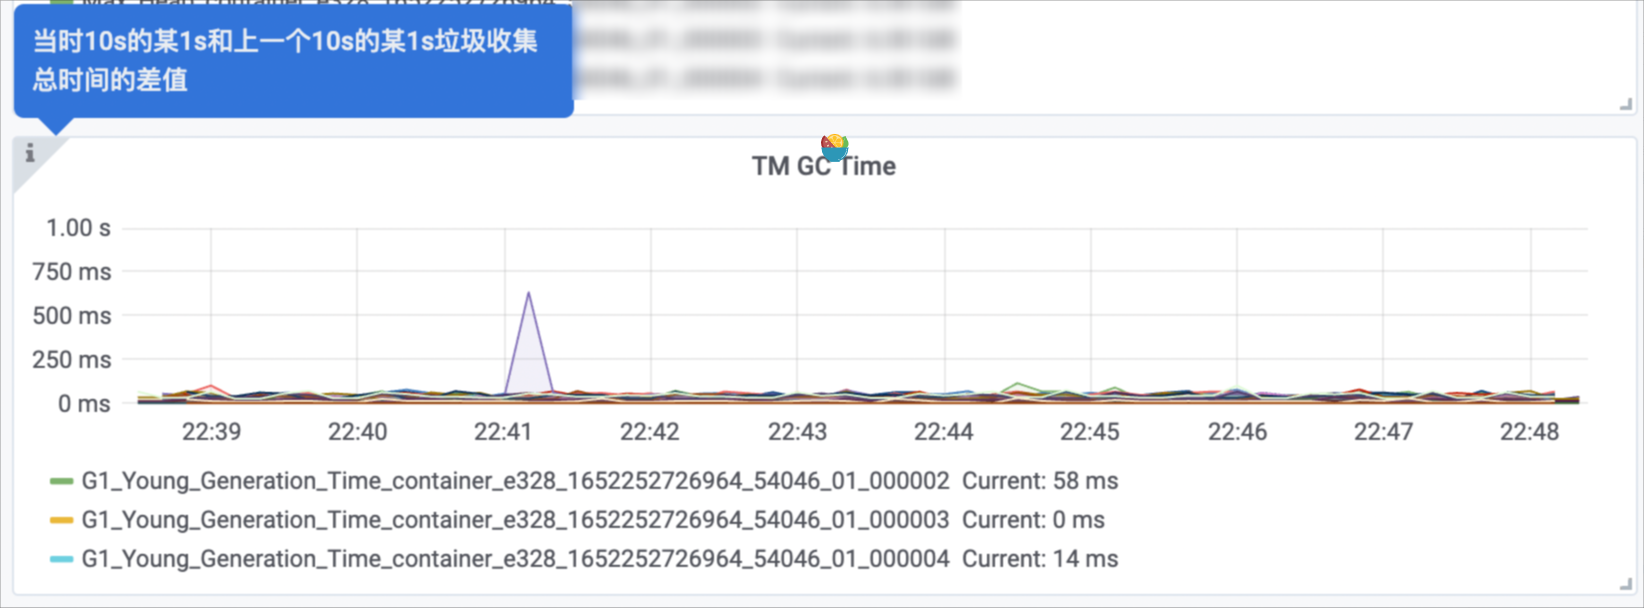 当时10s的某1s和上一个10s的某1s垃圾收集
总时间的差值
i
TM GC Time
1.00 s
750 ms
500 ms
250 ms
0 ms
22:39 22:40 22:41 22:42 22:43 22:44 22:45 22:46 22:47 22:48
G1_Young_Generation_Time_container_e328_1652252726964_54046_01_000002 Current: 58 ms
G1_Young_Generation_Time_container_e328_1652252726964_54046_01_000003 Current: 0 ms
G1_Young_Generation_Time_container_e328_1652252726964_54046_01_000004 Current: 14 ms